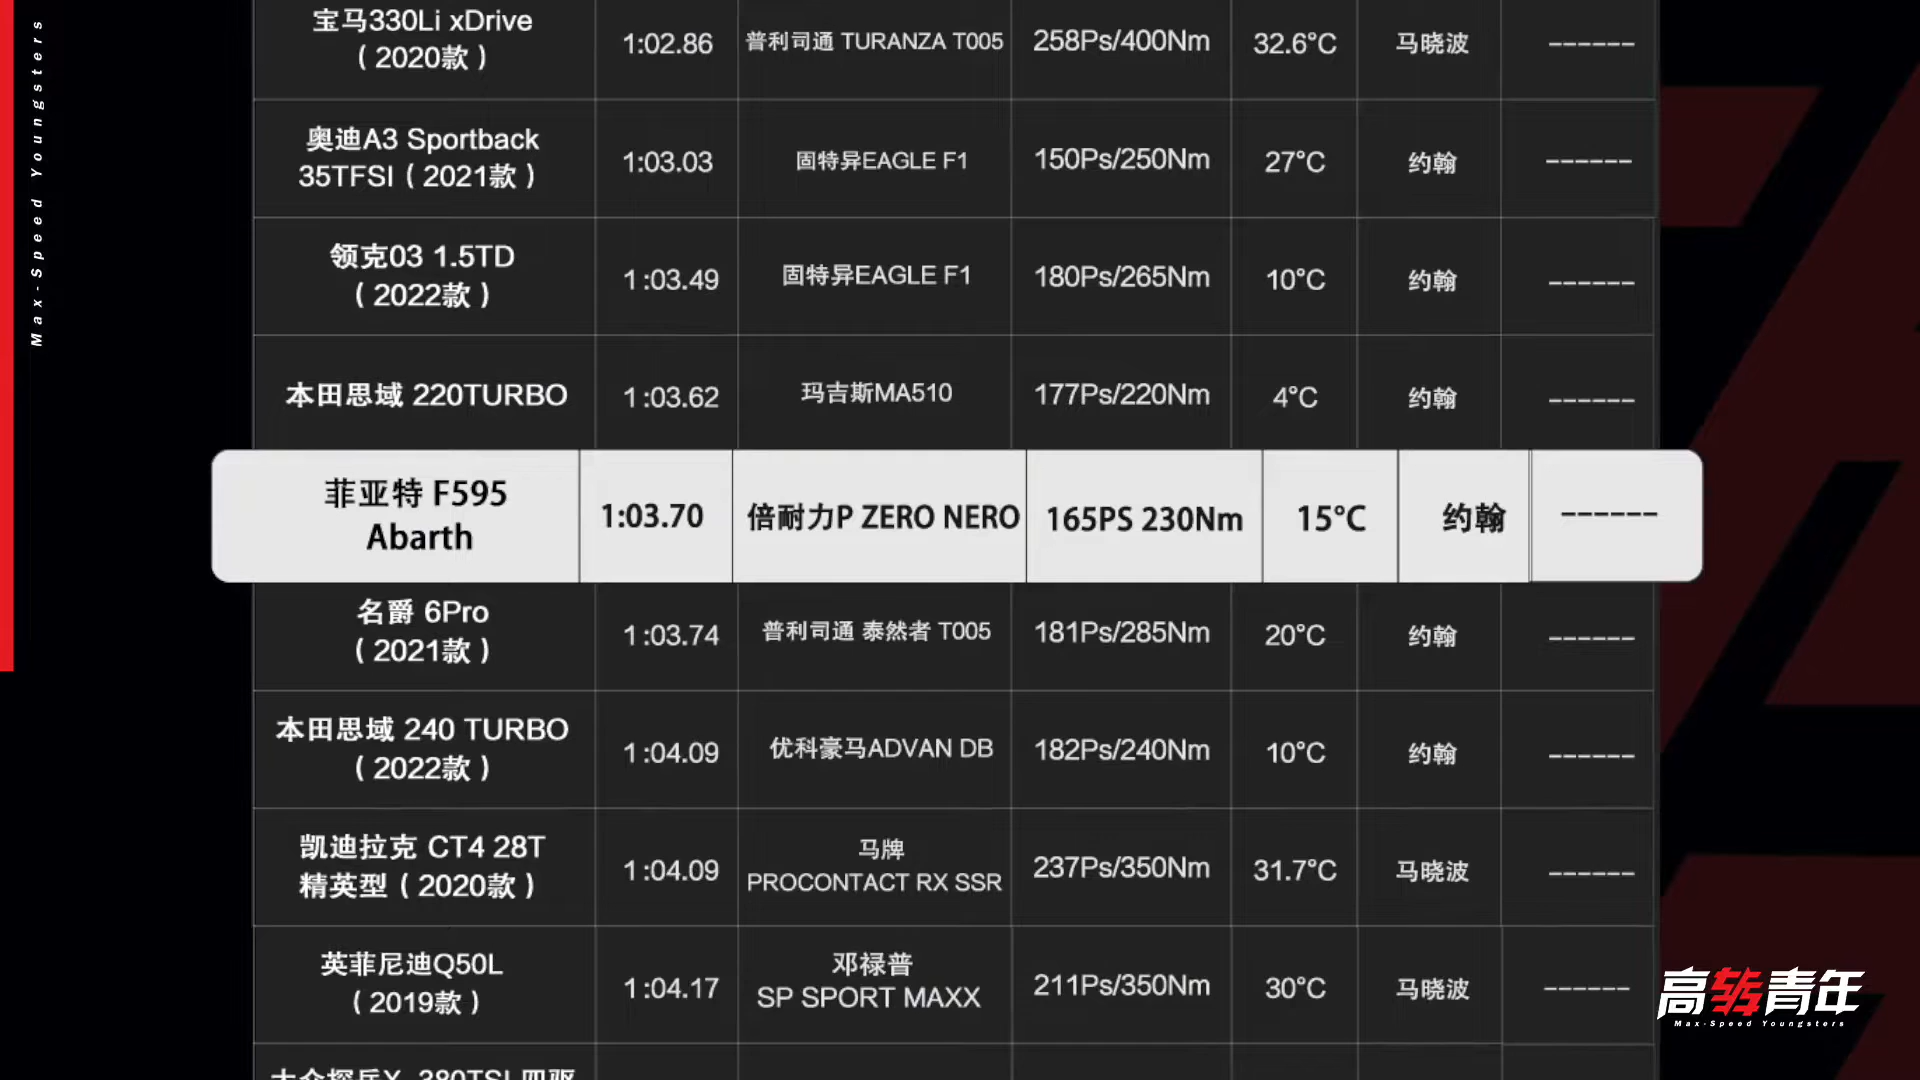 Max-Speed Youngsters
宝马330Li xDrive
（2020款）
1:02.86
普利司通 TURANZA T005
258Ps/400Nm
32.6°C
马晓波
------
奥迪A3 Sportback
35TFSI（2021款）
1:03.03
固特异EAGLE F1
150Ps/250Nm
27°C
约翰
------
领克03 1.5TD
（2022款）
1:03.49
固特异EAGLE F1
180Ps/265Nm
10°C
约翰
------
本田思域 220TURBO
1:03.62
玛吉斯MA510
177Ps/220Nm
4°C
约翰
------
菲亚特 F595
Abarth
1:03.70
倍耐力P ZERO NERO
165PS 230Nm
15°C
约翰
------
名爵 6Pro
（2021款）
1:03.74
普利司通 泰然者 T005
181Ps/285Nm
20°C
约翰
------
本田思域 240 TURBO
（2022款）
1:04.09
优科豪马ADVAN DB
182Ps/240Nm
10°C
约翰
------
凯迪拉克 CT4 28T
精英型（2020款）
1:04.09
马牌
PROCONTACT RX SSR
237Ps/350Nm
31.7°C
马晓波
------
英菲尼迪Q50L
（2019款）
1:04.17
邓禄普
SP SPORT MAXX
211Ps/350Nm
30°C
马晓波
------
大众探岳X 380TSI 四驱
高转青年
Max-Speed Youngsters